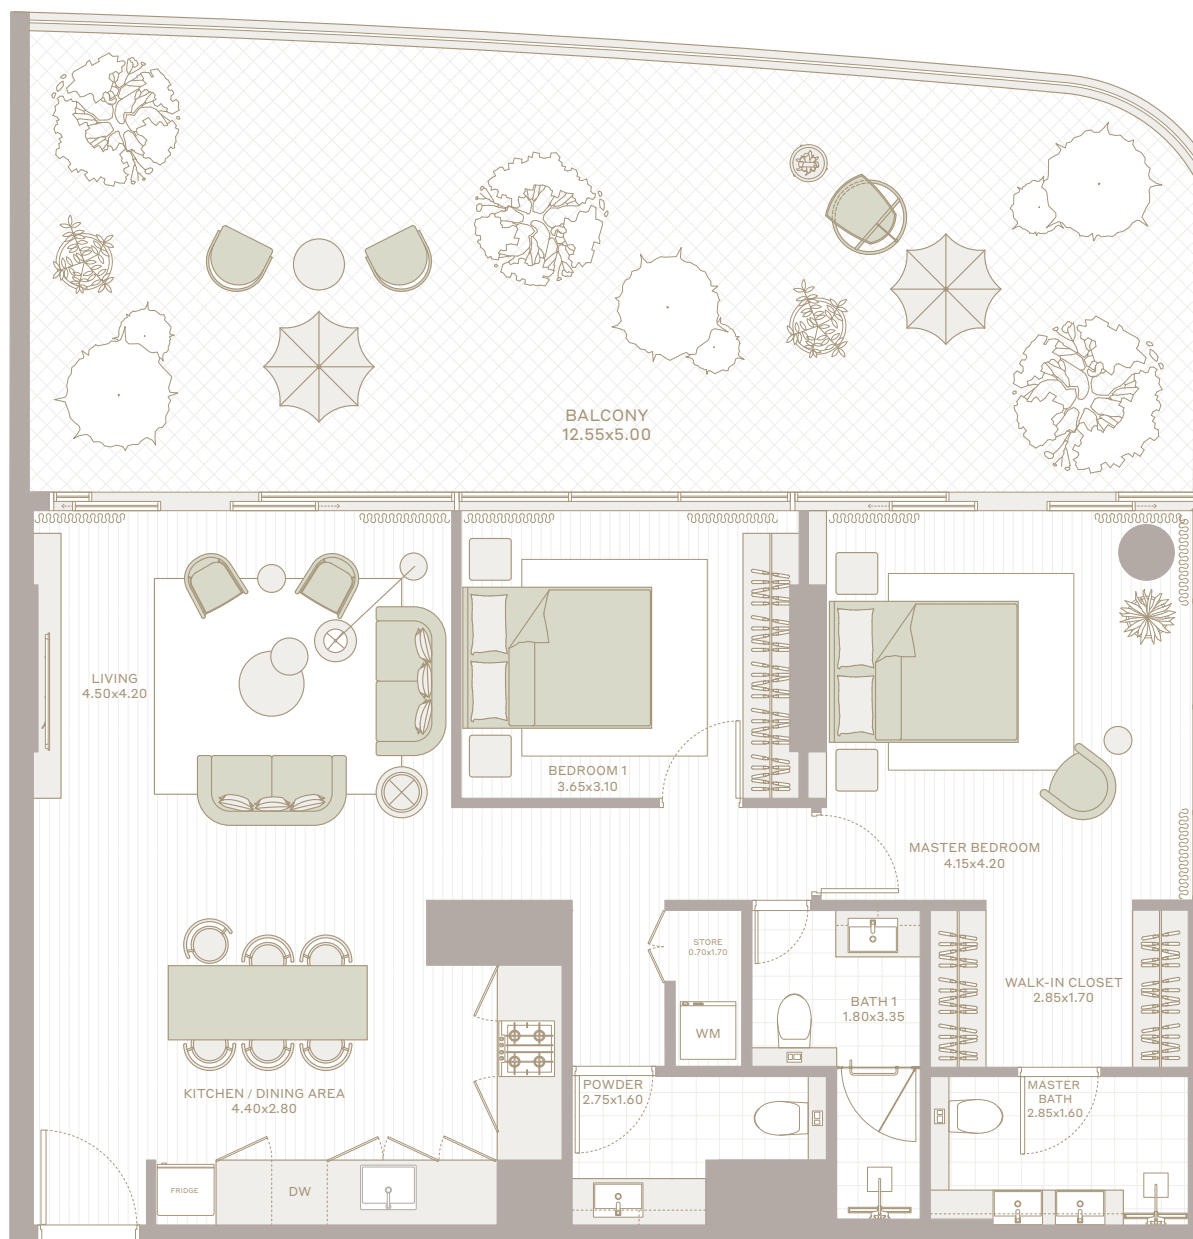 BALCONY
12.55x5.00
LIVING
4.50x4.20
BEDROOM 1
3.65x3.10
MASTER BEDROOM
4.15x4.20
STORE
0.70x1.70
WM
BATH 1
1.80x3.35
WALK-IN CLOSET
2.85x1.70
KITCHEN / DINING AREA
4.40x2.80
POWDER
2.75x1.60
MASTER
BATH
2.85x1.60
FRIDGE
DW